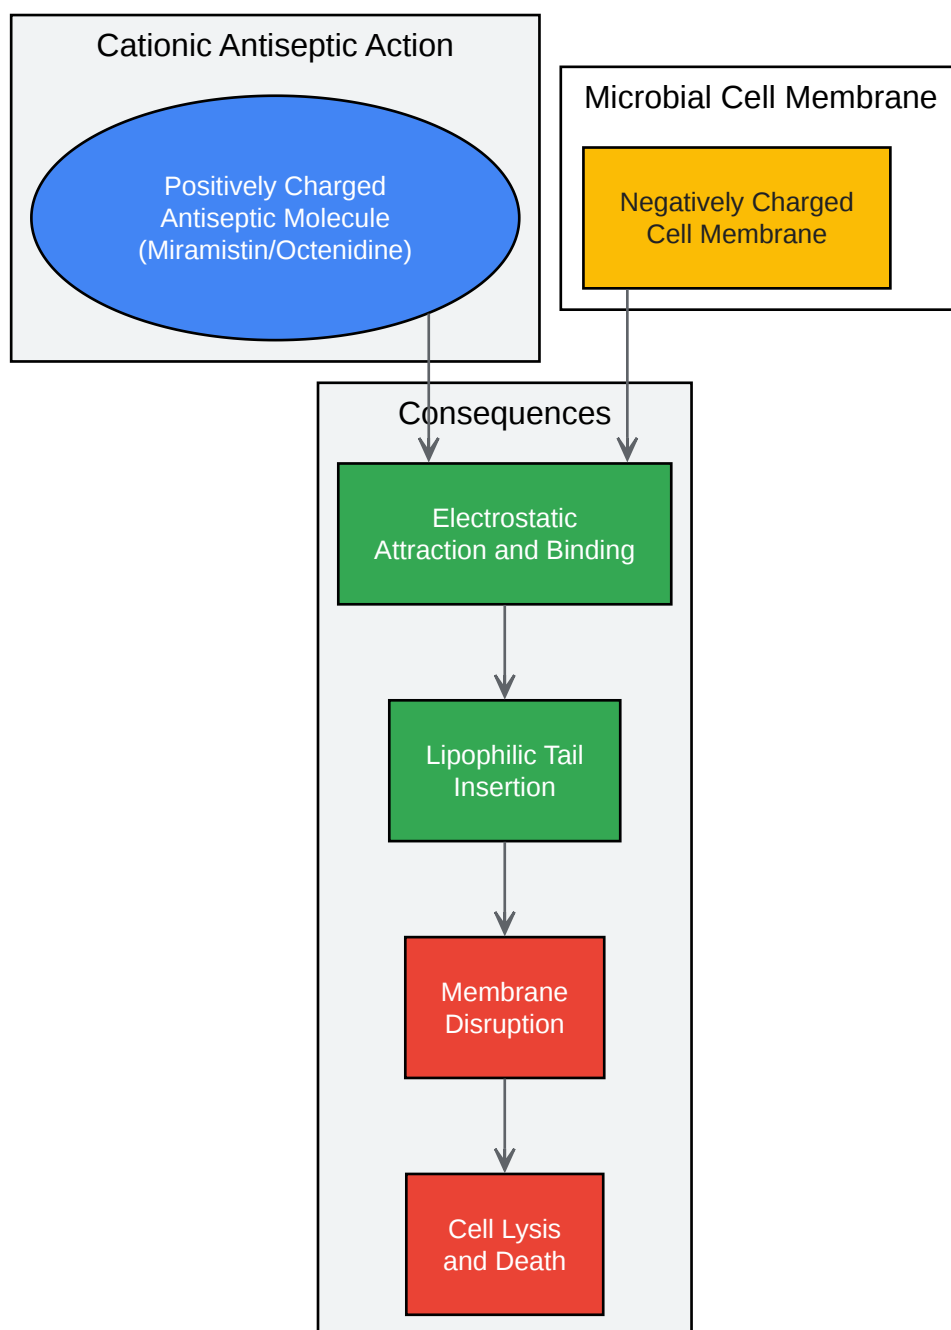 Cationic Antiseptic Action
Positively Charged
Antiseptic Molecule
(Miramistin/Octenidine)
Microbial Cell Membrane
Negatively Charged
Cell Membrane
Consequences
Electrostatic
Attraction and Binding
Lipophilic Tail
Insertion
Membrane
Disruption
Cell Lysis
and Death